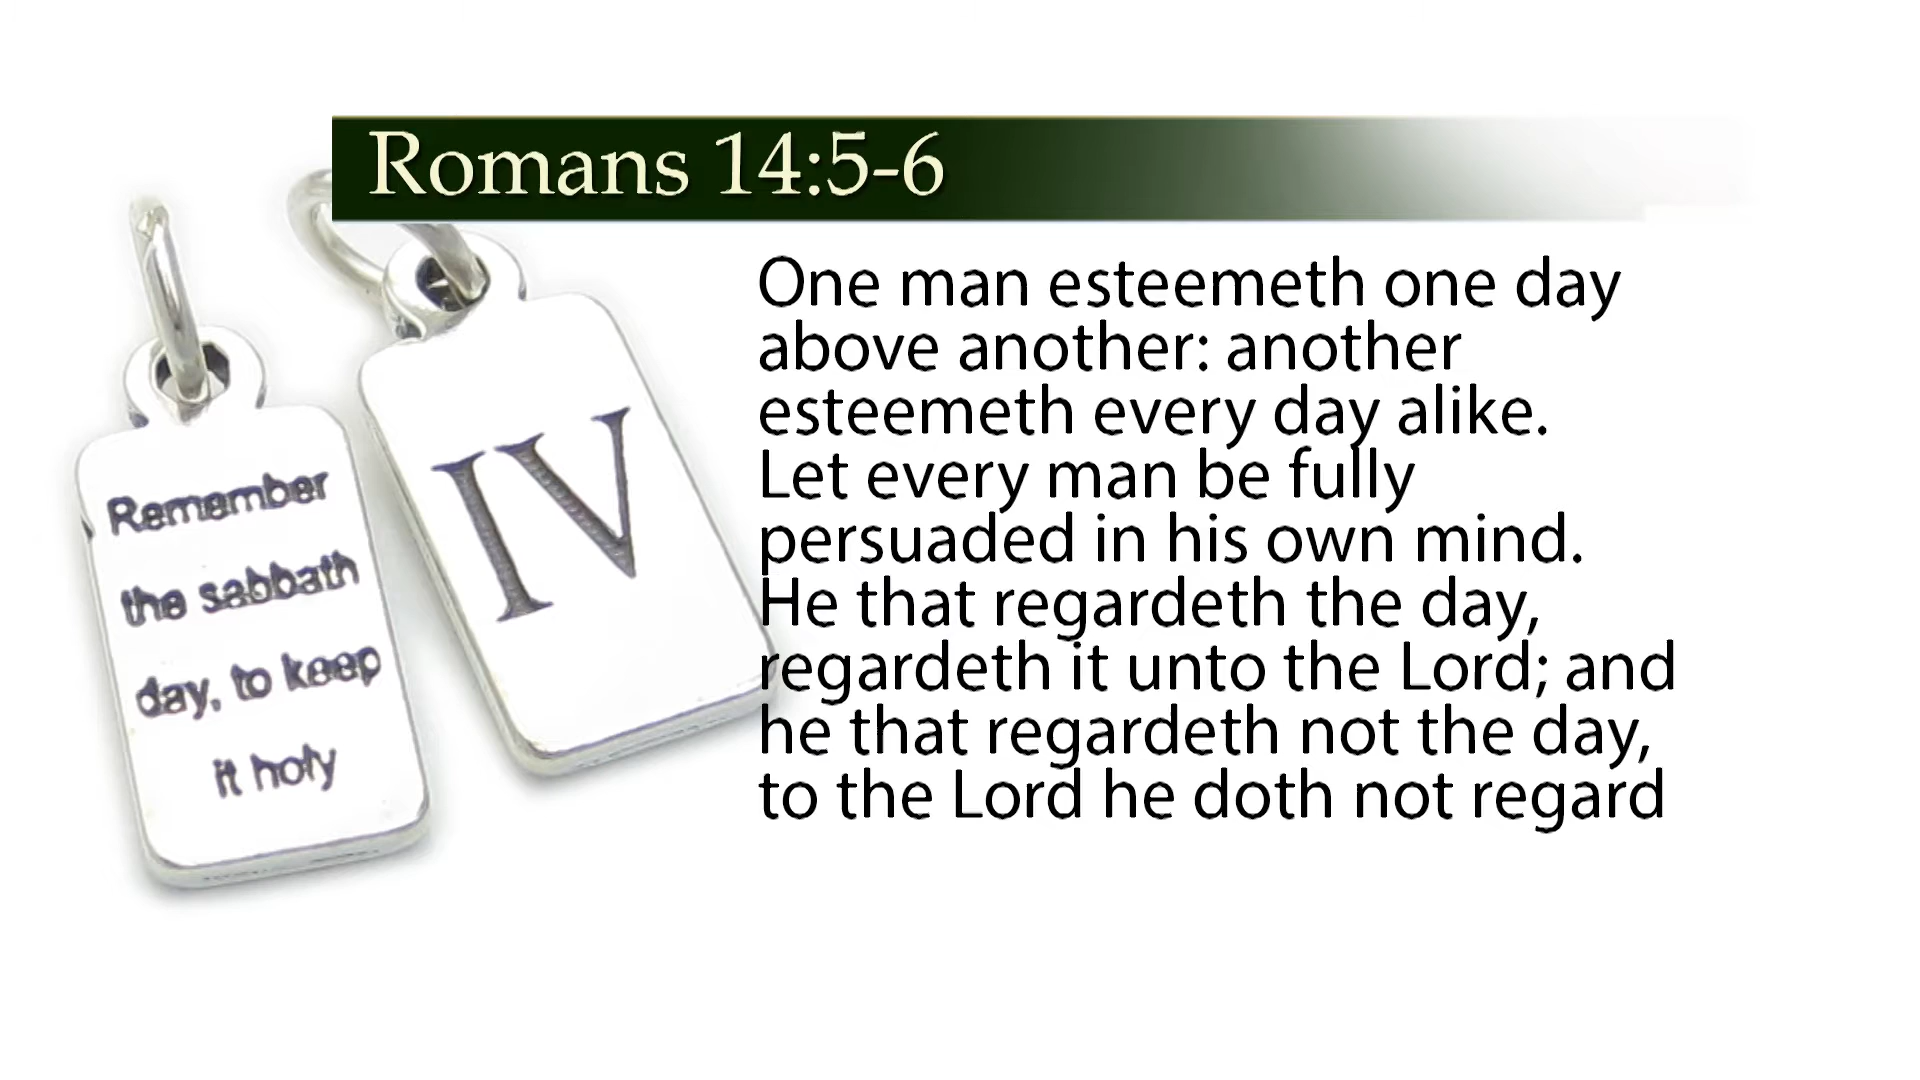 Romans 14:5-6
One man esteemeth one day
above another: another
esteemeth every day alike.
Let every man be fully
persuaded in his own mind.
He that regardeth the day,
regardeth it unto the Lord; and
he that regardeth not the day,
to the Lord he doth not regard
Remember
the sabbath
day, to keep
it holy
IV